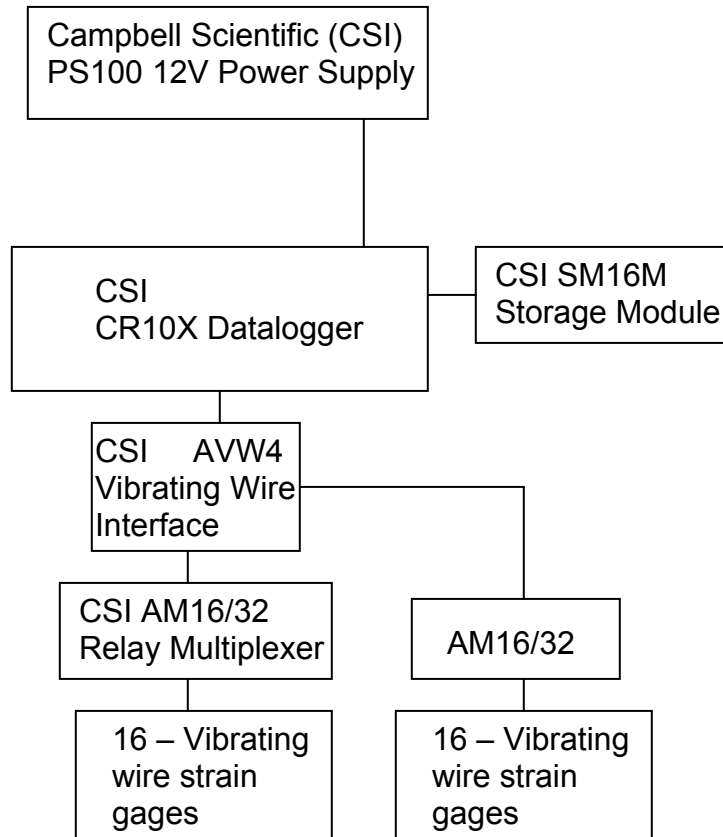 Campbell Scientific (CSI)
PS100 12V Power Supply
CSI
CR10X Datalogger
CSI SM16M
Storage Module
CSI AVW4
Vibrating Wire
Interface
CSI AM16/32
Relay Multiplexer
AM16/32
16 – Vibrating
wire strain
gages
16 – Vibrating
wire strain
gages